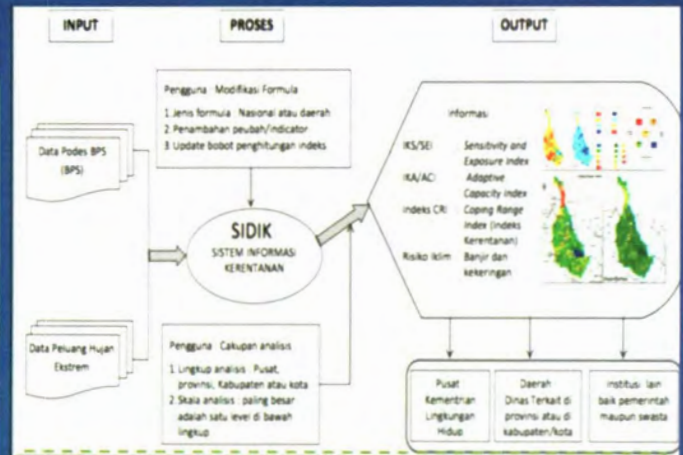 INPUT
PROSES
OUTPUT
Data Podes BPS
(BPS)
Data Peluang Hujan
Ekstrem
Pengguna : Modifikasi Formula
1. Jenis formula : Nasional atau daerah
2. Penambahan peubah/indicator
3. Update bobot penghitungan indeks
SIDIK
SISTEM INFORMASI
KERENTANAN
Pengguna : Cakupan analisis
1. Lingkup analisis : Pusat,
provinsi, Kabupaten atau kota
2. Skala analisis : paling besar
adalah satu level di bawah
lingkup
Informasi
IKS/SEI : Sensitivity and
Exposure Index
IKA/ACI : Adaptive
Capacity Index
Indeks CRI : Coping Range
Index (Indeks
Kerentanan)
Risiko Iklim : Banjir dan
kekeringan
Pusat
Kementrian
Lingkungan
Hidup
Daerah
Dinas Terkait di
provinsi atau di
kabupaten/kota
Institusi lain
baik pemerintah
maupun swasta